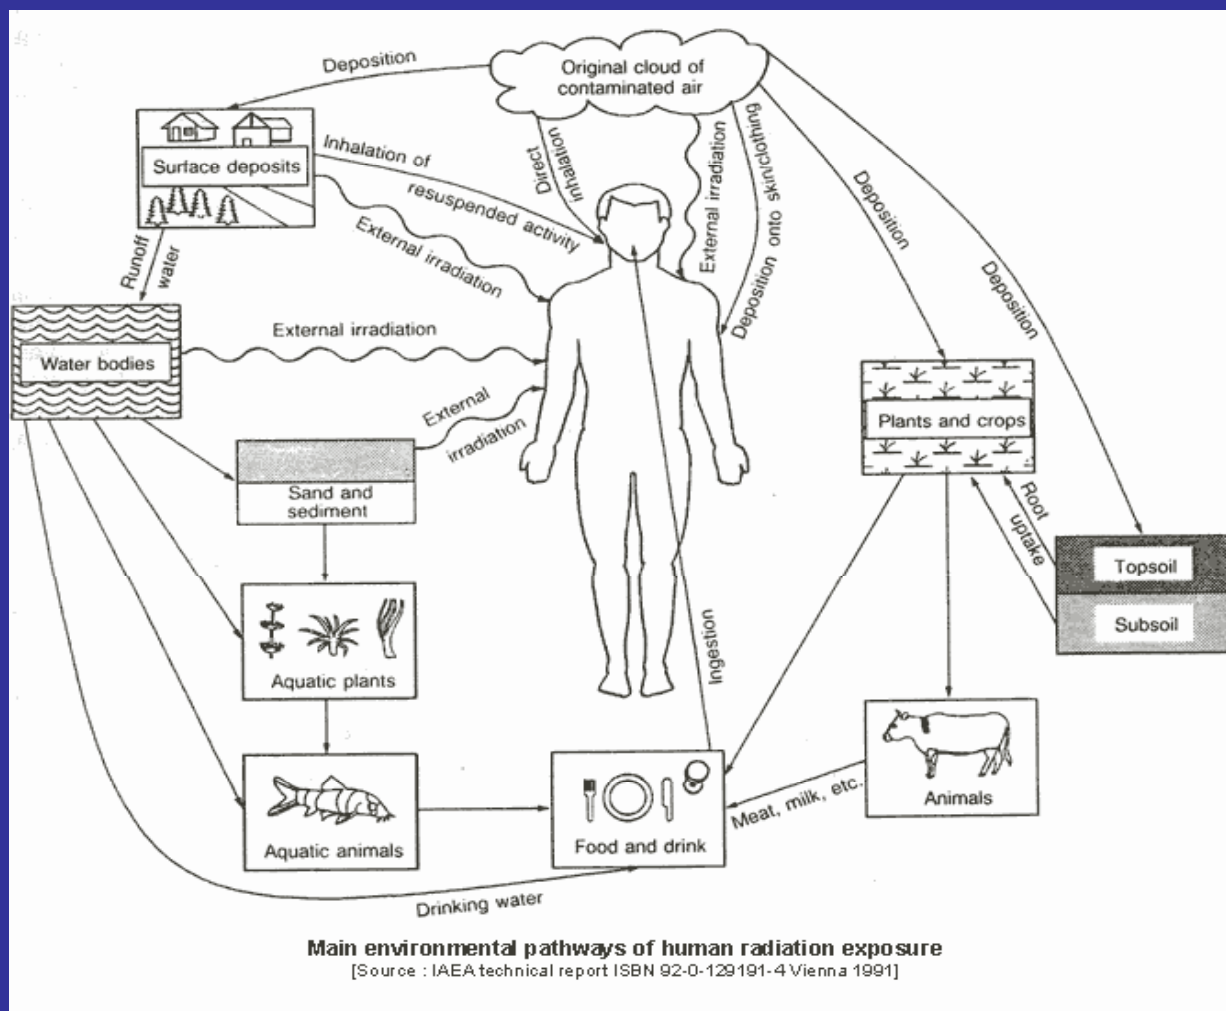 Deposition
Original cloud of
contaminated air
Surface deposits
Inhalation of
resuspended activity
Direct
inhalation
External irradiation
Deposition onto skin/clothing
Deposition
Deposition
External irradiation
Runoff
water
External irradiation
Water bodies
External
irradiation
Plants and crops
Sand and
sediment
Root
uptake
Topsoil
Subsoil
Ingestion
Aquatic plants
Aquatic animals
Food and drink
Meat, milk, etc.
Animals
Drinking water
Main environmental pathways of human radiation exposure
[Source : IAEA technical report ISBN 92-0-129191-4 Vienna 1991]